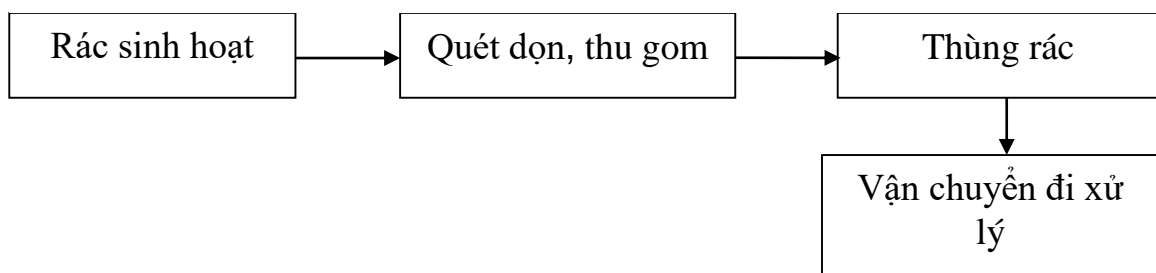 Rác sinh hoạt
Quét dọn, thu gom
Thùng rác
Vận chuyển đi xử
lý